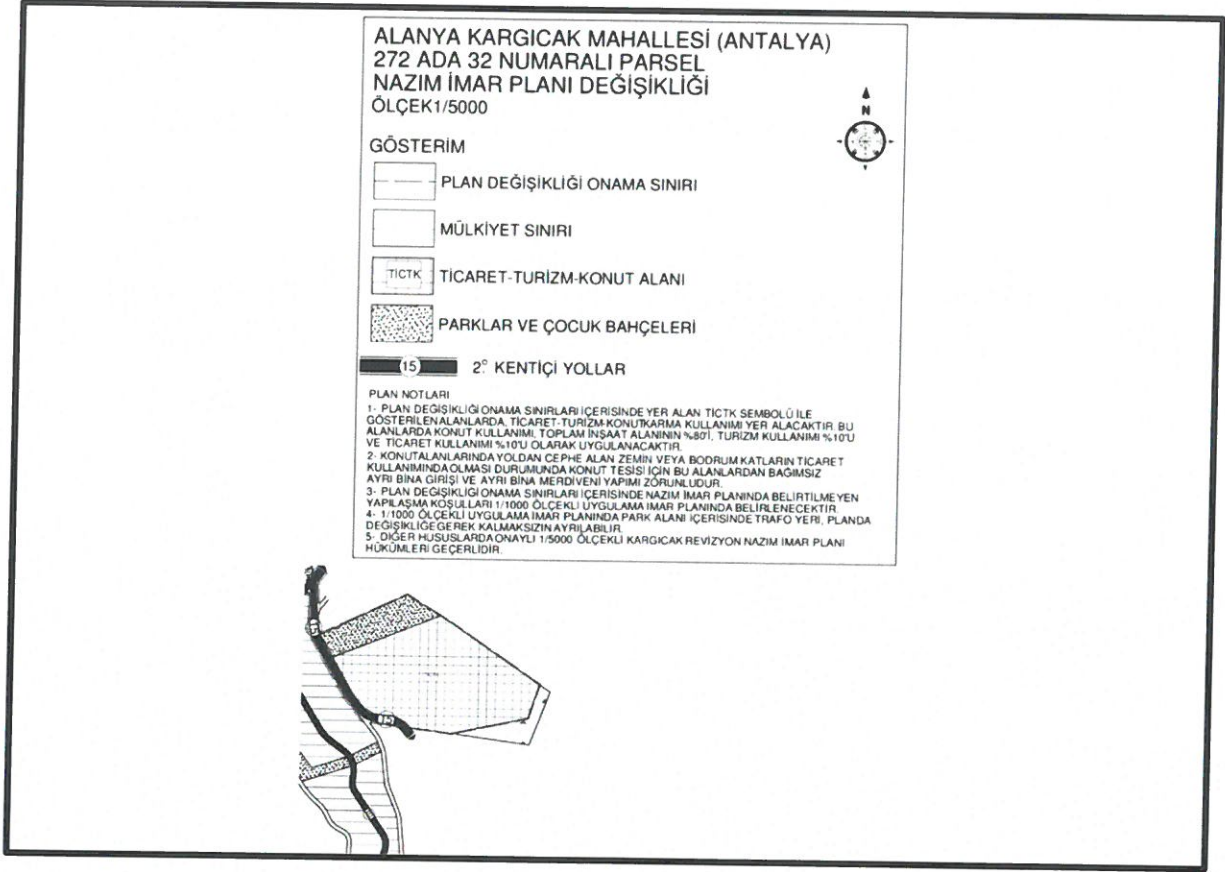 ALANYA KARGICAK MAHALLESİ (ANTALYA)
272 ADA 32 NUMARALI PARSEL
NAZIM İMAR PLANI DEĞİŞİKLİĞİ
ÖLÇEK1/5000
N
GÖSTERİM
PLAN DEĞİŞİKLİĞİ ONAMA SINIRI
MÜLKİYET SINIRI
TİCTK TİCARET-TURİZM-KONUT ALANI
PARKLAR VE ÇOCUK BAHÇELERİ
15 2.° KENTİÇİ YOLLAR
PLAN NOTLARI
1- PLAN DEĞİŞİKLİĞİ ONAMA SINIRLARI İÇERİSİNDE YER ALAN TİCTK SEMBOLÜ İLE
GÖSTERİLEN ALANLARDA, TİCARET-TURİZM-KONUTKARMA KULLANIMI YER ALACAKTIR. BU
ALANLARDA KONUT KULLANIMI, TOPLAM İNŞAAT ALANININ %80'İ, TURİZM KULLANIMI %10'U
VE TİCARET KULLANIMI %10'U OLARAK UYGULANACAKTIR.
2- KONUT ALANLARINDA YOLDAN CEPHE ALAN ZEMİN VEYA BODRUM KATLARIN TİCARET
KULLANIMINDA OLMASI DURUMUNDA KONUT TESİSİ İÇİN BU ALANLARDAN BAĞIMSIZ
AYRI BİNA GİRİŞİ VE AYRI BİNA MERDİVENİ YAPIMI ZORUNLUDUR.
3- PLAN DEĞİŞİKLİĞİ ONAMA SINIRLARI İÇERİSİNDE NAZIM İMAR PLANINDA BELİRTİLMEYEN
YAPILAŞMA KOŞULLARI 1/1000 ÖLÇEKLİ UYGULAMA İMAR PLANINDA BELİRLENECEKTİR.
4- 1/1000 ÖLÇEKLİ UYGULAMA İMAR PLANINDA PARK ALANI İÇERİSİNDE TRAFO YERİ, PLANDA
DEĞİŞİKLİĞE GEREK KALMAKSIZIN AYRILABİLİR.
5- DİĞER HUSUSLARDA ONAYLI 1/5000 ÖLÇEKLİ KARGICAK REVİZYON NAZIM İMAR PLANI
HÜKÜMLERİ GEÇERLİDİR.
15